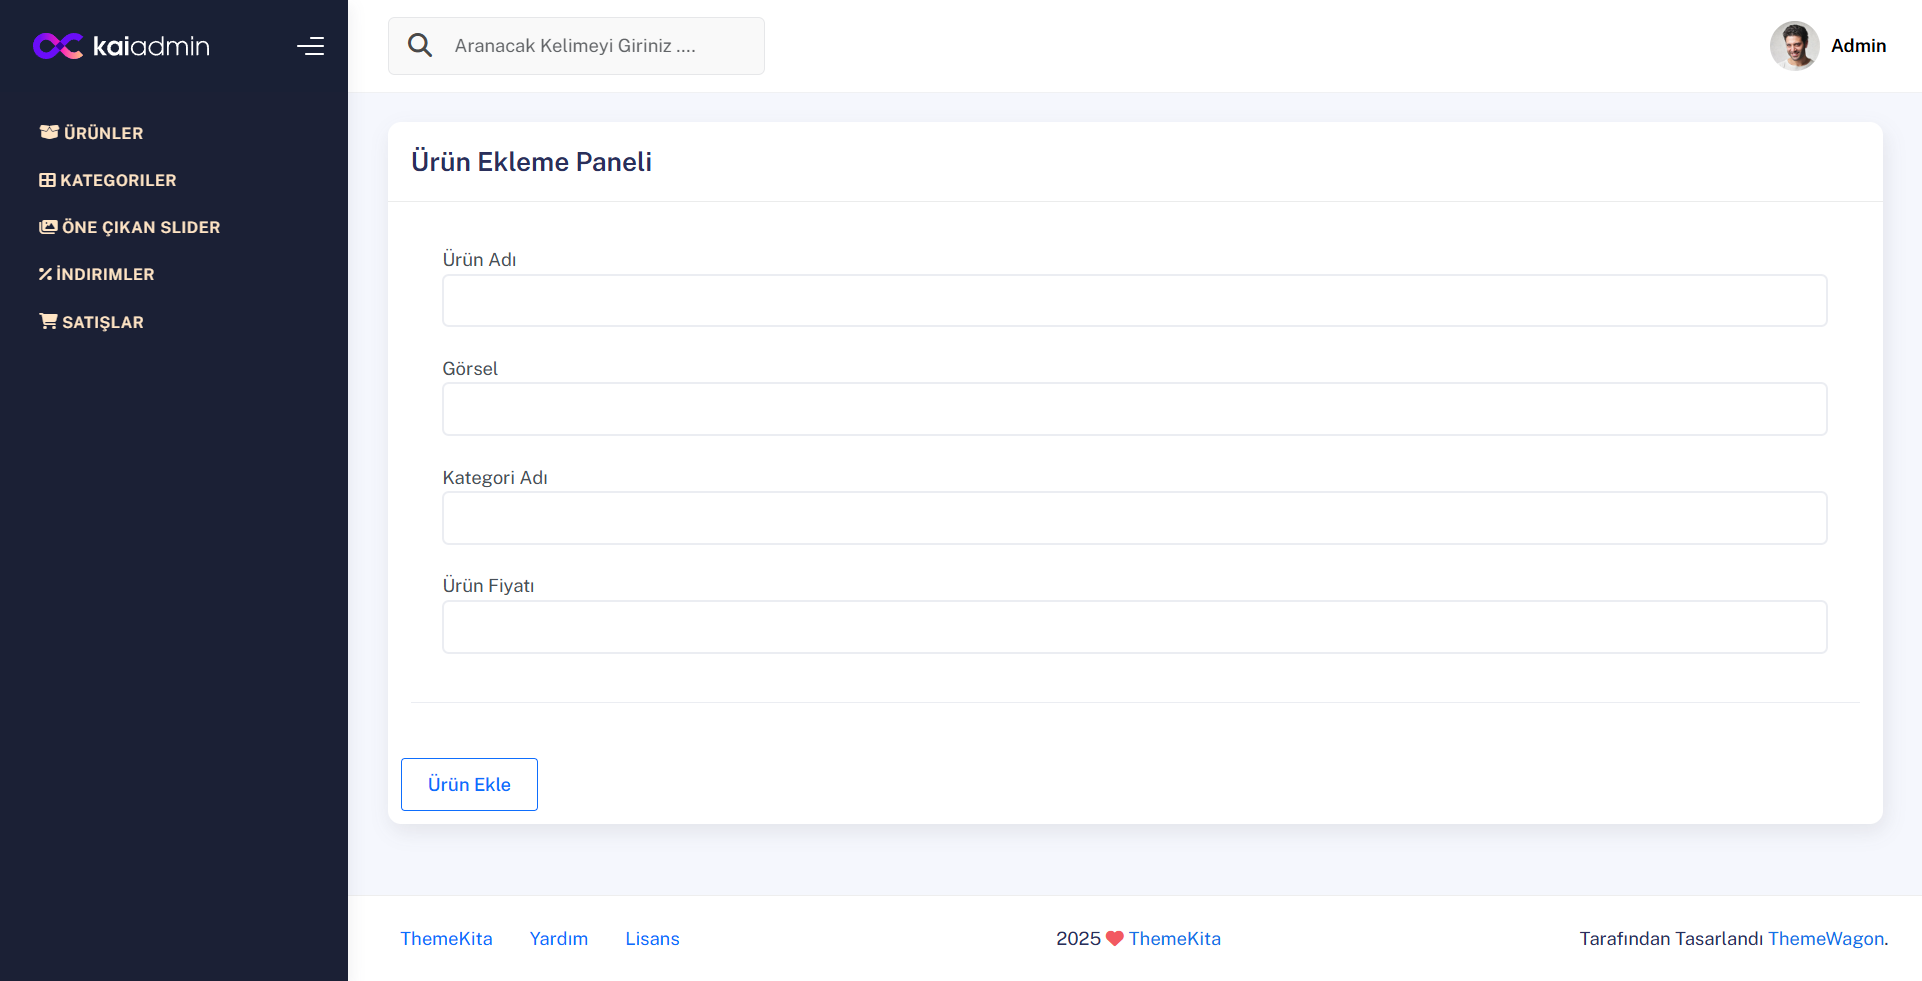 kaiadmin
Aranacak Kelimeyi Giriniz ....
Admin
ÜRÜNLER
KATEGORILER
ÖNE ÇIKAN SLIDER
İNDIRIMLER
SATIŞLAR
Ürün Ekleme Paneli
Ürün Adı
Görsel
Kategori Adı
Ürün Fiyatı
Ürün Ekle
ThemeKita Yardım Lisans
2025 ThemeKita
Tarafından Tasarlandı ThemeWagon.